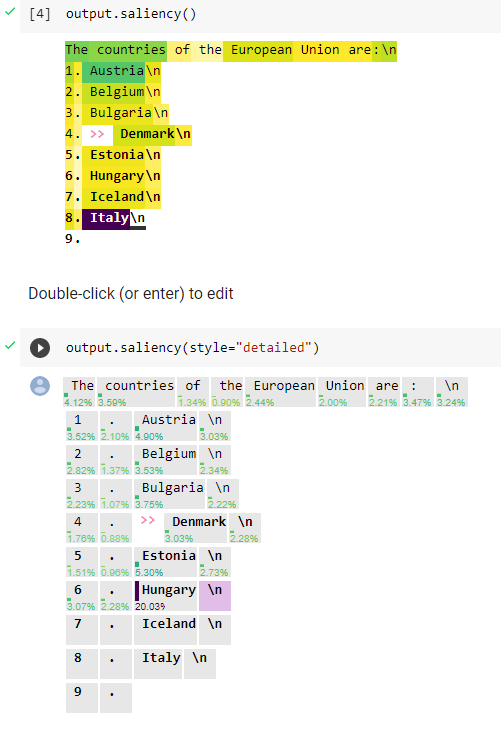 [4] output.saliency()
The countries of the European Union are:\n
1. Austria\n
2. Belgium\n
3. Bulgaria\n
4. >> Denmark\n
5. Estonia\n
6. Hungary\n
7. Iceland\n
8. Italy\n
9.
Double-click (or enter) to edit
output.saliency(style="detailed")
The countries of the European Union are : \n
4.12% 3.59% 1.34% 0.90% 2.44% 2.00% 2.21% 3.47% 3.24%
1 . Austria \n
3.52% 2.10% 4.90% 3.03%
2 . Belgium \n
2.82% 1.37% 3.53% 2.34%
3 . Bulgaria \n
2.23% 1.07% 3.75% 2.22%
4 . >> Denmark \n
1.76% 0.88% 3.03% 2.28%
5 . Estonia \n
1.51% 0.96% 5.30% 2.73%
6 . Hungary \n
3.07% 2.28% 20.03%
7 . Iceland \n
8 . Italy \n
9 .